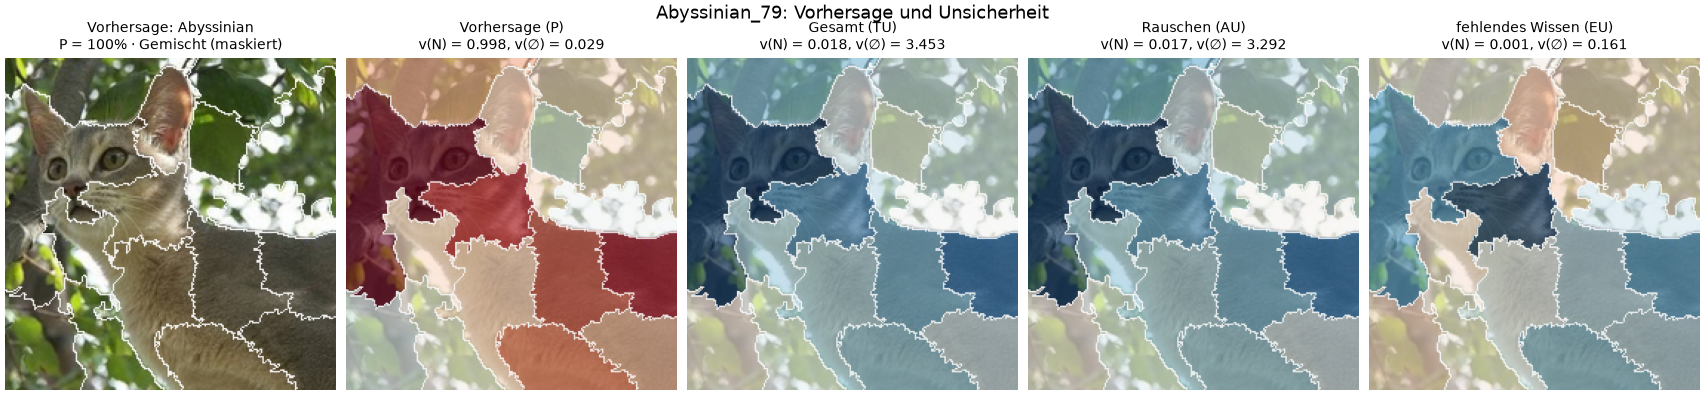 Abyssinian_79: Vorhersage und Unsicherheit
Vorhersage: Abyssinian
P = 100% · Gemischt (maskiert)
Vorhersage (P)
v(N) = 0.998, v(∅) = 0.029
Gesamt (TU)
v(N) = 0.018, v(∅) = 3.453
Rauschen (AU)
v(N) = 0.017, v(∅) = 3.292
fehlendes Wissen (EU)
v(N) = 0.001, v(∅) = 0.161